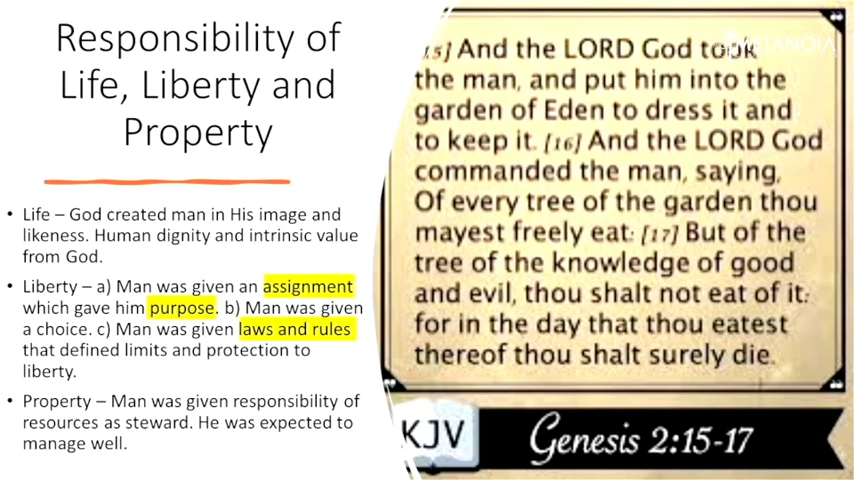 Responsibility of
Life, Liberty and
Property
• Life – God created man in His image and
likeness. Human dignity and intrinsic value
from God.
• Liberty – a) Man was given an assignment
which gave him purpose. b) Man was given
a choice. c) Man was given laws and rules
that defined limits and protection to
liberty.
• Property – Man was given responsibility of
resources as steward. He was expected to
manage well.
METANOIA
And the LORD God
the man, and put him into the
garden of Eden to dress it and
to keep it. [16] And the LORD God
commanded the man, saying,
Of every tree of the garden thou
mayest freely eat: [17] But of the
tree of the knowledge of good
and evil, thou shalt not eat of it:
for in the day that thou eatest
thereof thou shalt surely die.
KJV
Genesis 2:15-17